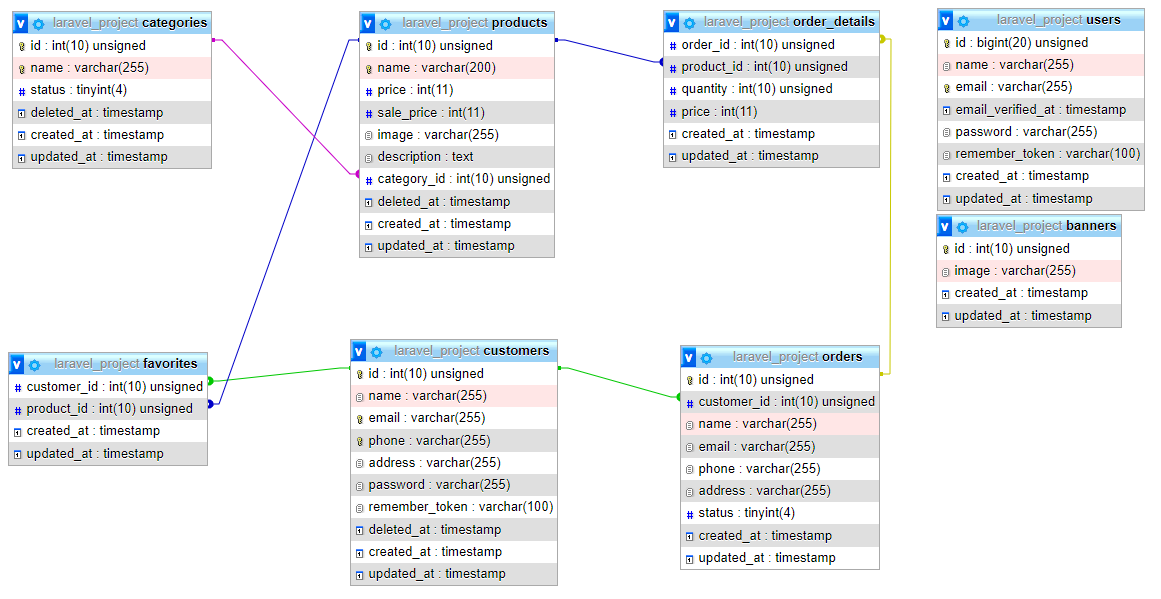 laravel_project categories
id : int(10) unsigned
name : varchar(255)
status : tinyint(4)
deleted_at : timestamp
created_at : timestamp
updated_at : timestamp
laravel_project products
id : int(10) unsigned
name : varchar(200)
price : int(11)
sale_price : int(11)
image : varchar(255)
description : text
category_id : int(10) unsigned
deleted_at : timestamp
created_at : timestamp
updated_at : timestamp
laravel_project order_details
order_id : int(10) unsigned
product_id : int(10) unsigned
quantity : int(10) unsigned
price : int(11)
created_at : timestamp
updated_at : timestamp
laravel_project users
id : bigint(20) unsigned
name : varchar(255)
email : varchar(255)
email_verified_at : timestamp
password : varchar(255)
remember_token : varchar(100)
created_at : timestamp
updated_at : timestamp
laravel_project banners
id : int(10) unsigned
image : varchar(255)
created_at : timestamp
updated_at : timestamp
laravel_project favorites
customer_id : int(10) unsigned
product_id : int(10) unsigned
created_at : timestamp
updated_at : timestamp
laravel_project customers
id : int(10) unsigned
name : varchar(255)
email : varchar(255)
phone : varchar(255)
address : varchar(255)
password : varchar(255)
remember_token : varchar(100)
deleted_at : timestamp
created_at : timestamp
updated_at : timestamp
laravel_project orders
id : int(10) unsigned
customer_id : int(10) unsigned
name : varchar(255)
email : varchar(255)
phone : varchar(255)
address : varchar(255)
status : tinyint(4)
created_at : timestamp
updated_at : timestamp